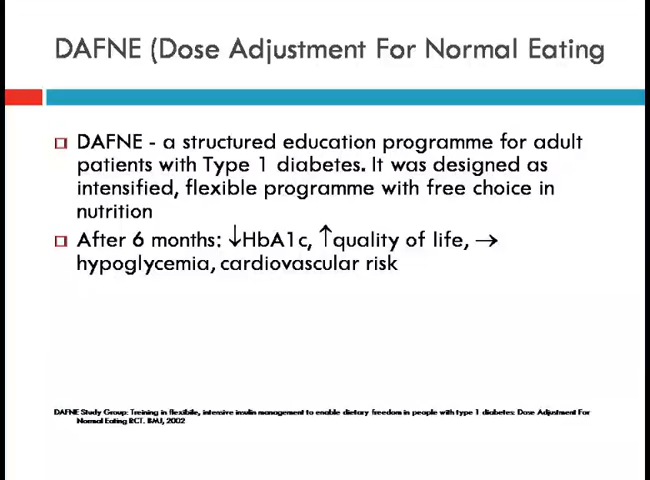 DAFNE (Dose Adjustment For Normal Eating
DAFNE - a structured education programme for adult
patients with Type 1 diabetes. It was designed as
intensified, flexible programme with free choice in
nutrition
After 6 months: ↓HbA1c, ↑quality of life, →
hypoglycemia, cardiovascular risk
DAFNE Study Group: Training in flexibile, intensive insulin management to enable dietary freedom in people with type 1 diabetes: Dose Adjustment For
Normal Eating RCT. BMJ, 2002